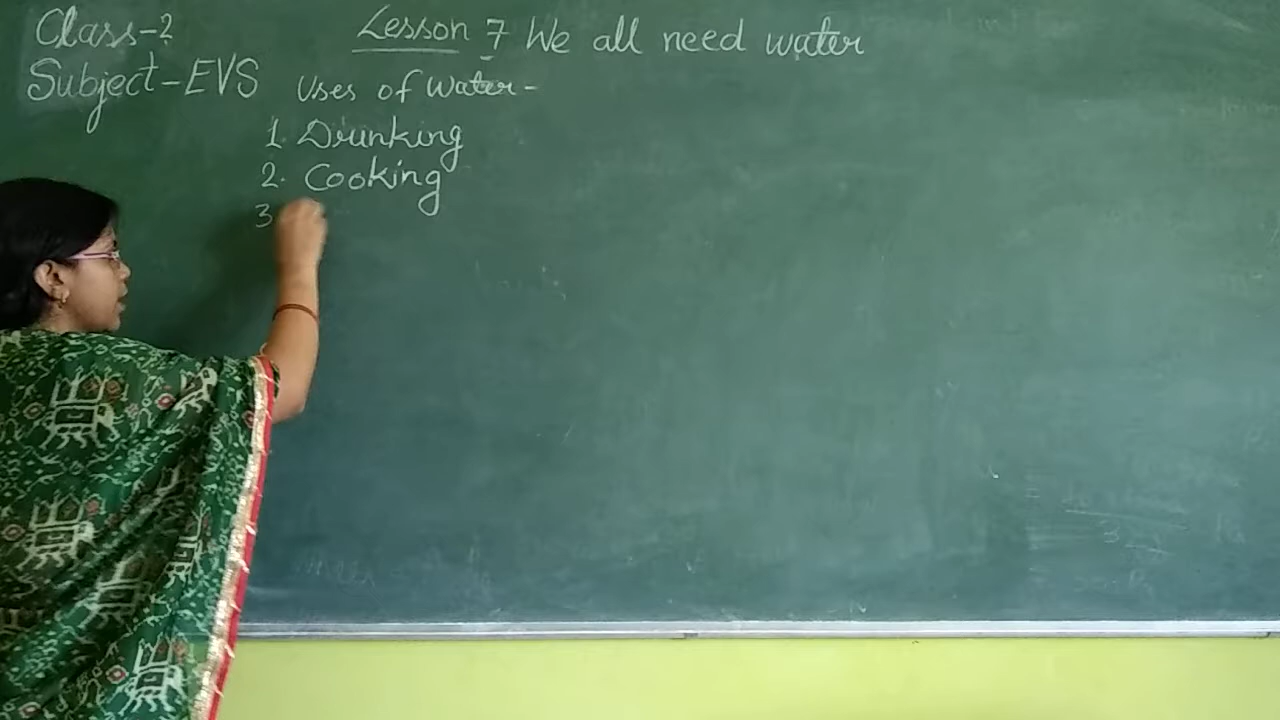 Class-2
Lesson 7 We all need water
Subject-EVS
Uses of water-
1. Drinking
2. Cooking
3